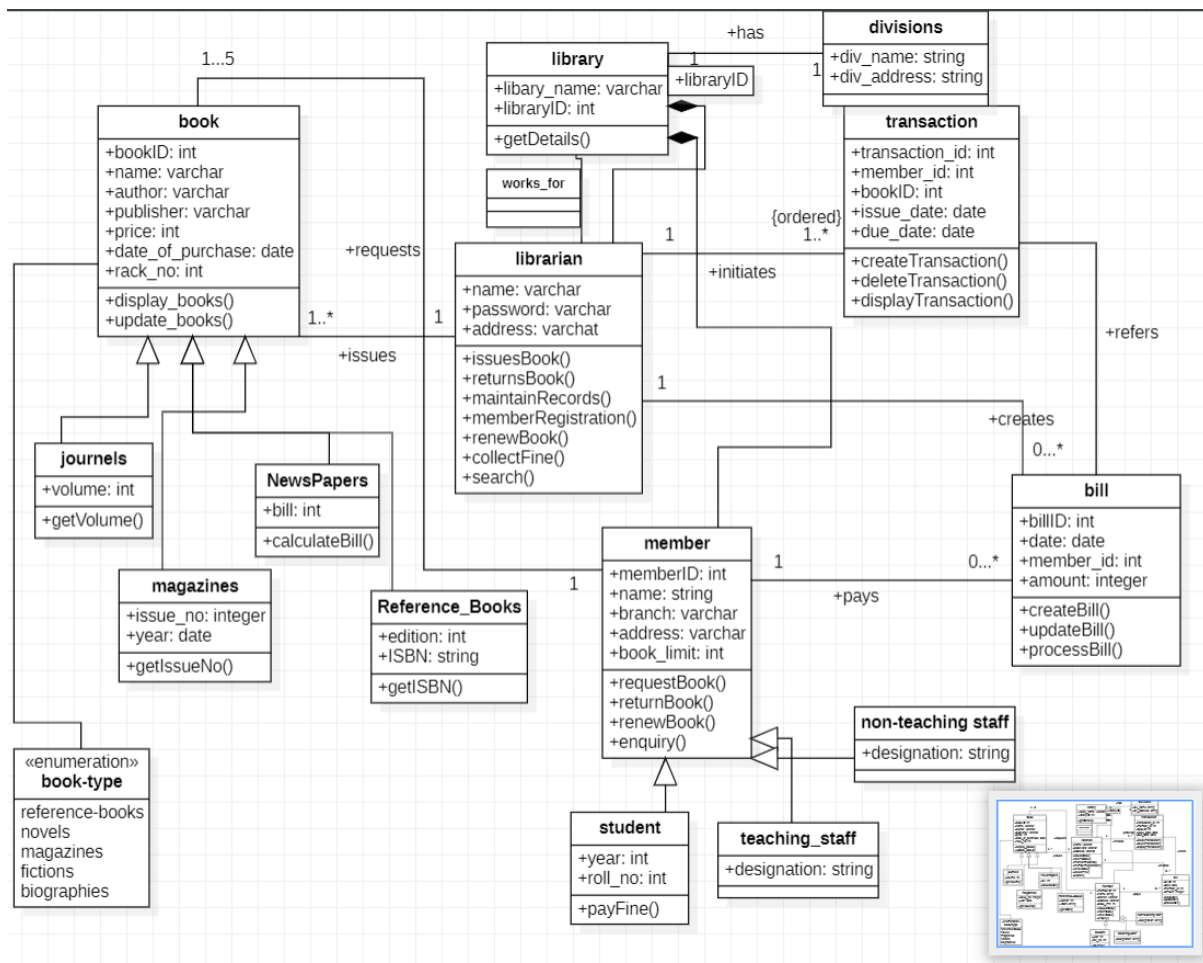 divisions
+div_name: string
+div_address: string
+has
1
1
library
+libary_name: varchar
+libraryID: int
+getDetails()
+libraryID
1...5
book
+bookID: int
+name: varchar
+author: varchar
+publisher: varchar
+price: int
+date_of_purchase: date
+rack_no: int
+display_books()
+update_books()
works_for
transaction
+transaction_id: int
+member_id: int
+bookID: int
+issue_date: date
+due_date: date
+createTransaction()
+deleteTransaction()
+displayTransaction()
{ordered}
1
1..*
+initiates
+requests
librarian
+name: varchar
+password: varchar
+address: varchat
+issuesBook()
+returnsBook()
+maintainRecords()
+memberRegistration()
+renewBook()
+collectFine()
+search()
1..*
1
+issues
+refers
1
+creates
0...*
journels
+volume: int
+getVolume()
NewsPapers
+bill: int
+calculateBill()
bill
+billID: int
+date: date
+member_id: int
+amount: integer
+createBill()
+updateBill()
+processBill()
magazines
+issue_no: integer
+year: date
+getIssueNo()
Reference_Books
+edition: int
+ISBN: string
+getISBN()
1
member
+memberID: int
+name: string
+branch: varchar
+address: varchar
+book_limit: int
+requestBook()
+returnBook()
+renewBook()
+enquiry()
1
0...*
+pays
non-teaching staff
+designation: string
«enumeration»
book-type
reference-books
novels
magazines
fictions
biographies
student
+year: int
+roll_no: int
+payFine()
teaching_staff
+designation: string